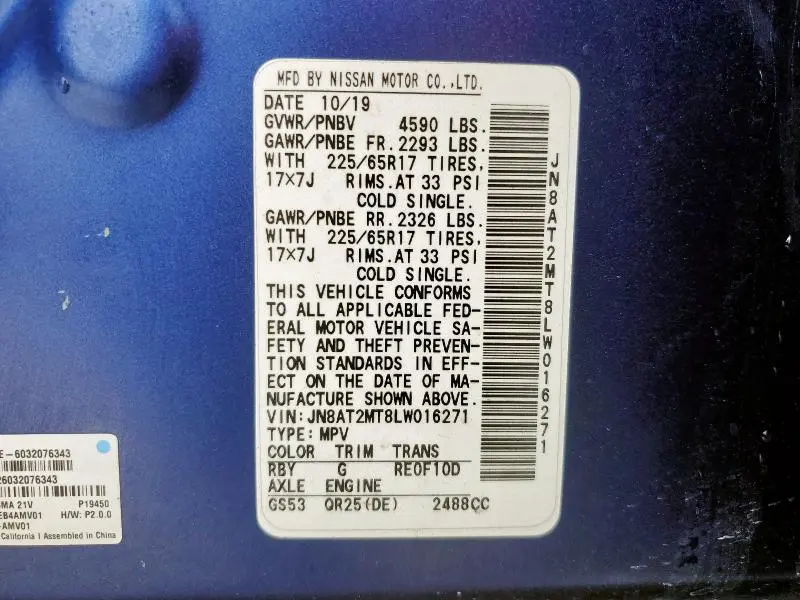 MFD BY NISSAN MOTOR CO.,LTD.
DATE 10/19
GVWR/PNBV 4590 LBS.
GAWR/PNBE FR. 2293 LBS.
WITH 225/65R17 TIRES,
17×7J RIMS. AT 33 PSI
COLD SINGLE.
GAWR/PNBE RR. 2326 LBS.
WITH 225/65R17 TIRES,
17×7J RIMS. AT 33 PSI
COLD SINGLE.
THIS VEHICLE CONFORMS
TO ALL APPLICABLE FED-
ERAL MOTOR VEHICLE SA-
FETY AND THEFT PREVEN-
TION STANDARDS IN EFF-
ECT ON THE DATE OF MA-
NUFACTURE SHOWN ABOVE.
VIN:JN8AT2MT8LW016271
TYPE:MPV
COLOR TRIM TRANS
RBY G RE0F10D
AXLE ENGINE
GS53 QR25(DE) 2488CC
JN8AT2MT8LW016271
E-6032076343
26032076343
MA 21V P19450
EB4AMV01 H/W: P2.0.0
-AMV01
California | Assembled in China